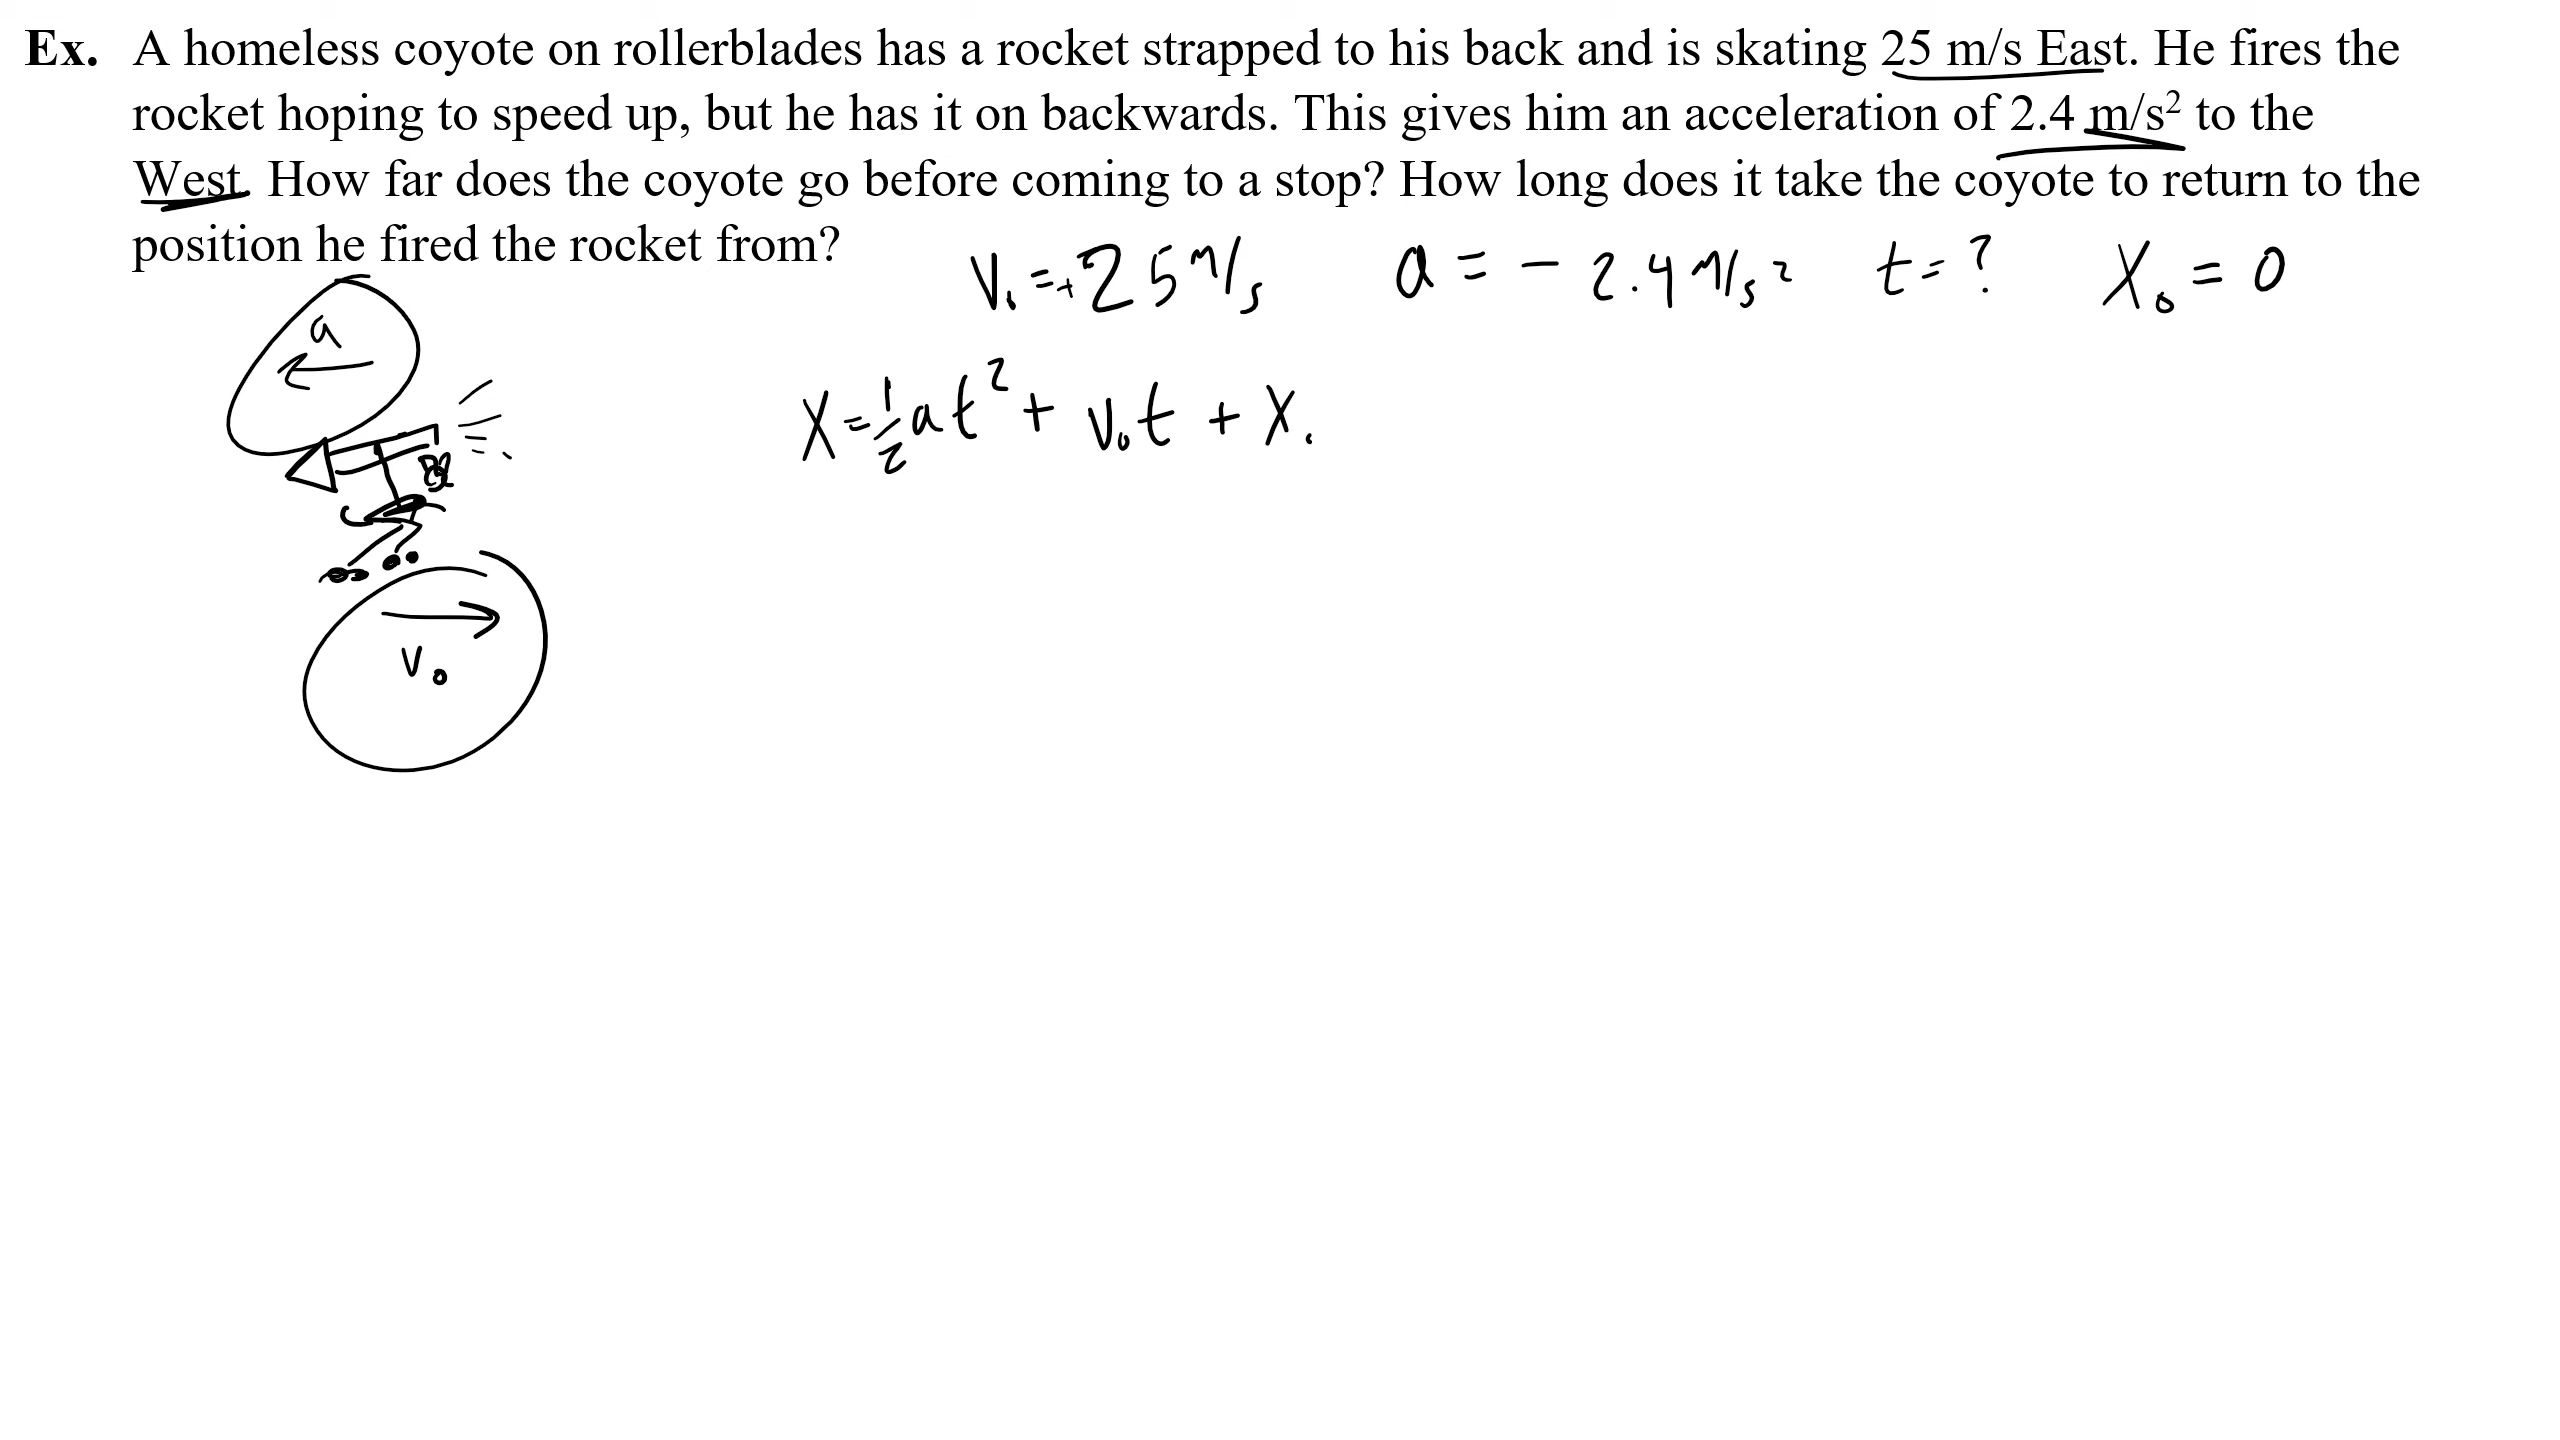 Ex. A homeless coyote on rollerblades has a rocket strapped to his back and is skating 25 m/s East. He fires the
rocket hoping to speed up, but he has it on backwards. This gives him an acceleration of 2.4 m/s² to the
West. How far does the coyote go before coming to a stop? How long does it take the coyote to return to the
position he fired the rocket from?
V₀ = +25 m/s a = - 2.4 m/s² t = ? X₀ = 0
a
X = 1/2 at² + V₀t + X₀
V₀